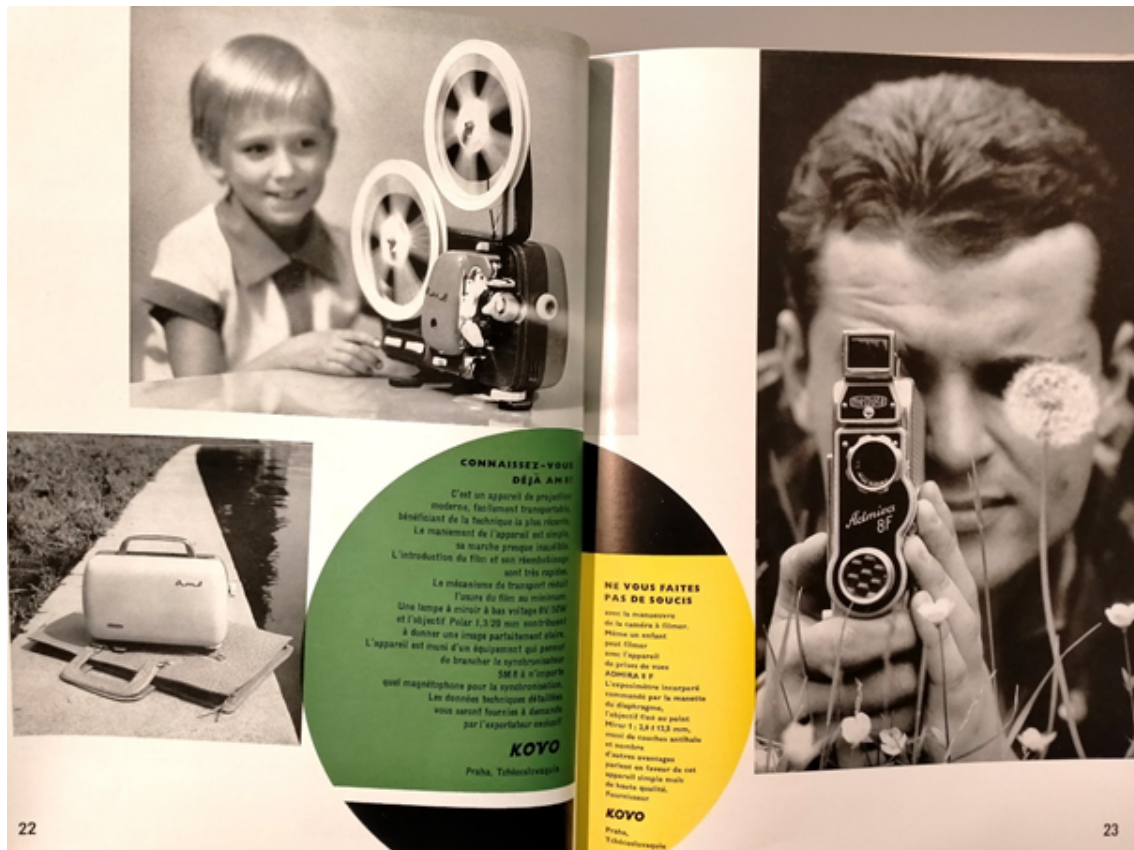 CONNAISSEZ-VOUS
DÉJÀ AM8?
C'est un appareil de projection
moderne, facilement transportable,
bénéficiant de la technique la plus récente.
Le maniement de l'appareil est simple,
sa marche presque inaudible.
L'introduction du film et son réembobinage
sont très rapides.
Le mécanisme de transport réduit
l'usure du film au minimum.
Une lampe à miroir à bas voltage 8V/50W
et l'objectif Polar 1,3/20 mm contribuent
à donner une image parfaitement claire.
L'appareil est muni d'un équipement qui permet
de brancher le synchronisateur
SM 8 à n'importe
quel magnétophone pour la synchronisation.
Les données techniques détaillées
vous seront fournies à demande
par l'exportateur exclusif
KOVO
Praha, Tchécoslovaquie
22
NE VOUS FAITES
PAS DE SOUCIS
avec la manoeuvre
de la caméra à filmer.
Même un enfant
peut filmer
avec l'appareil
de prises de vues
ADMIRA 8 F
L'exposimètre incorporé
commandé par la manette
du diaphragme,
l'objectif fixé au point
Mirar 1 : 2,8 f 12,5 mm,
muni de couches antihalo
et nombre
d'autres avantages
parlent en faveur de cet
appareil simple mais
de haute qualité.
Fournisseur
KOVO
Praha,
Tchécoslovaquie
Admira
8F
23